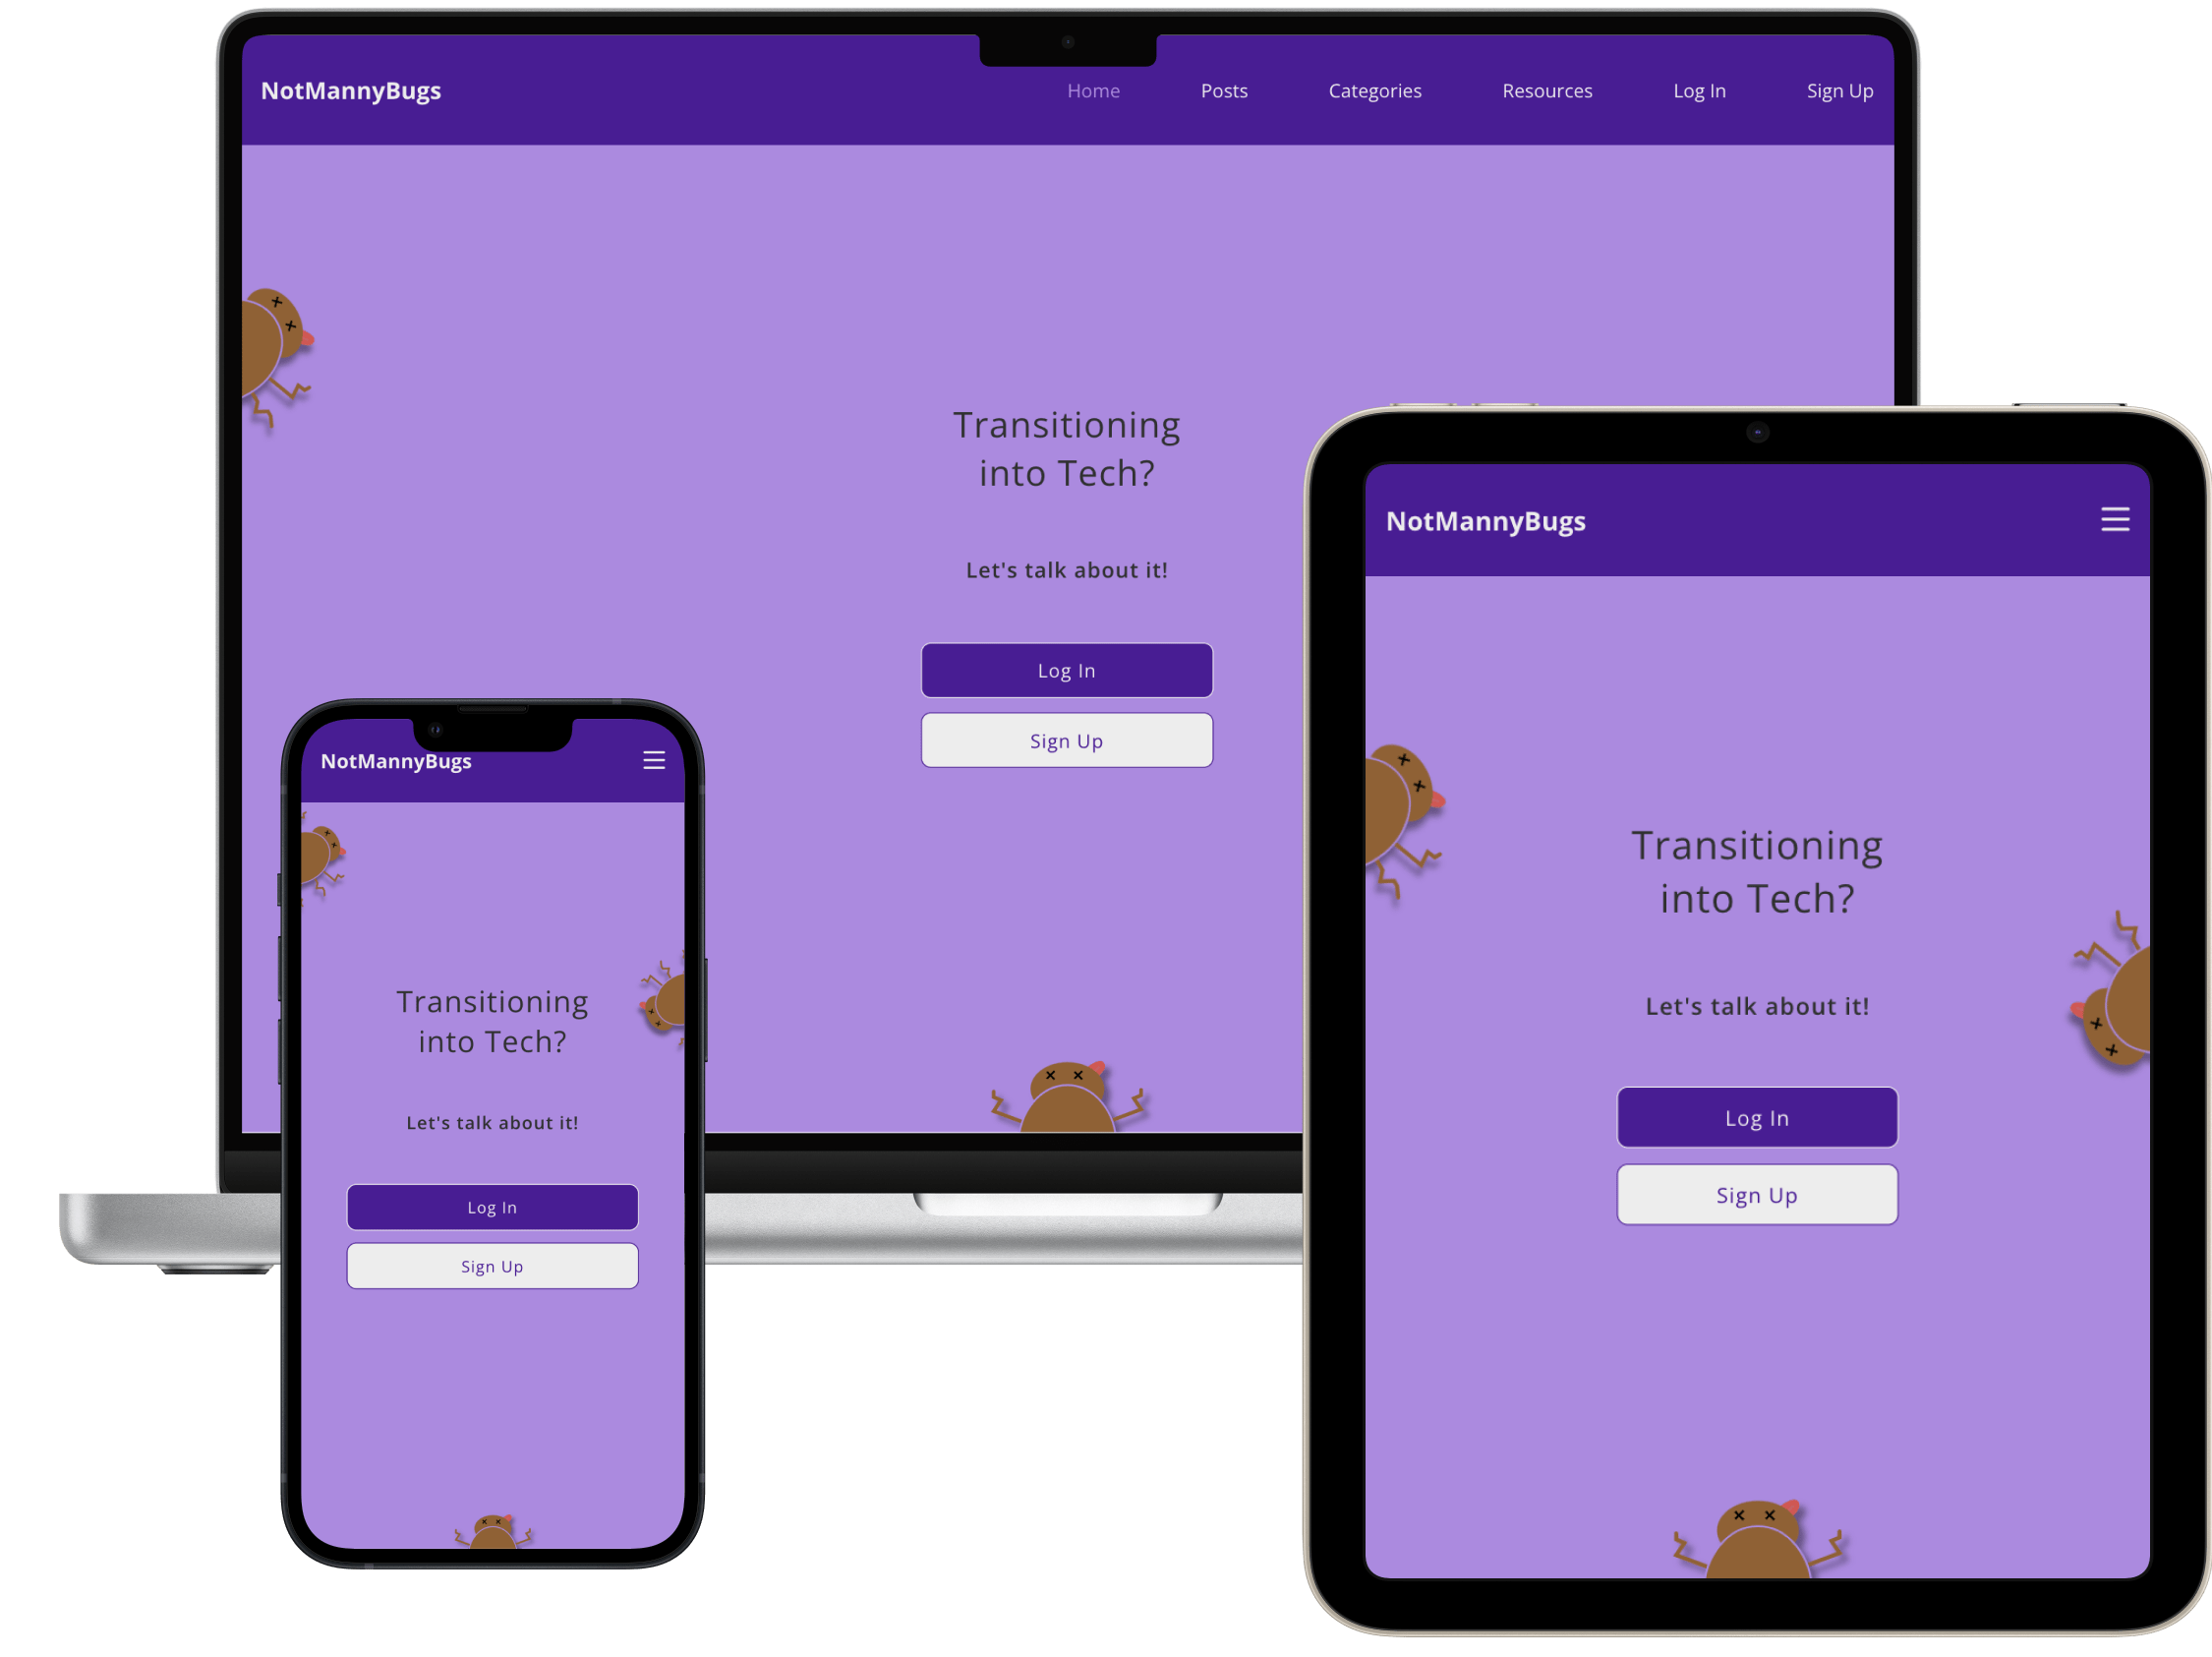 NotMannyBugs
Home Posts Categories Resources Log In Sign Up
Transitioning
into Tech?
Let's talk about it!
Log In
Sign Up
NotMannyBugs
Transitioning
into Tech?
Let's talk about it!
Log In
Sign Up
NotMannyBugs
Transitioning
into Tech?
Let's talk about it!
Log In
Sign Up